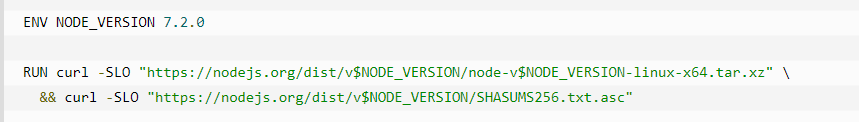 ENV NODE_VERSION 7.2.0
RUN curl -SLO "https://nodejs.org/dist/v$NODE_VERSION/node-v$NODE_VERSION-linux-x64.tar.xz" \
&& curl -SLO "https://nodejs.org/dist/v$NODE_VERSION/SHASUMS256.txt.asc"